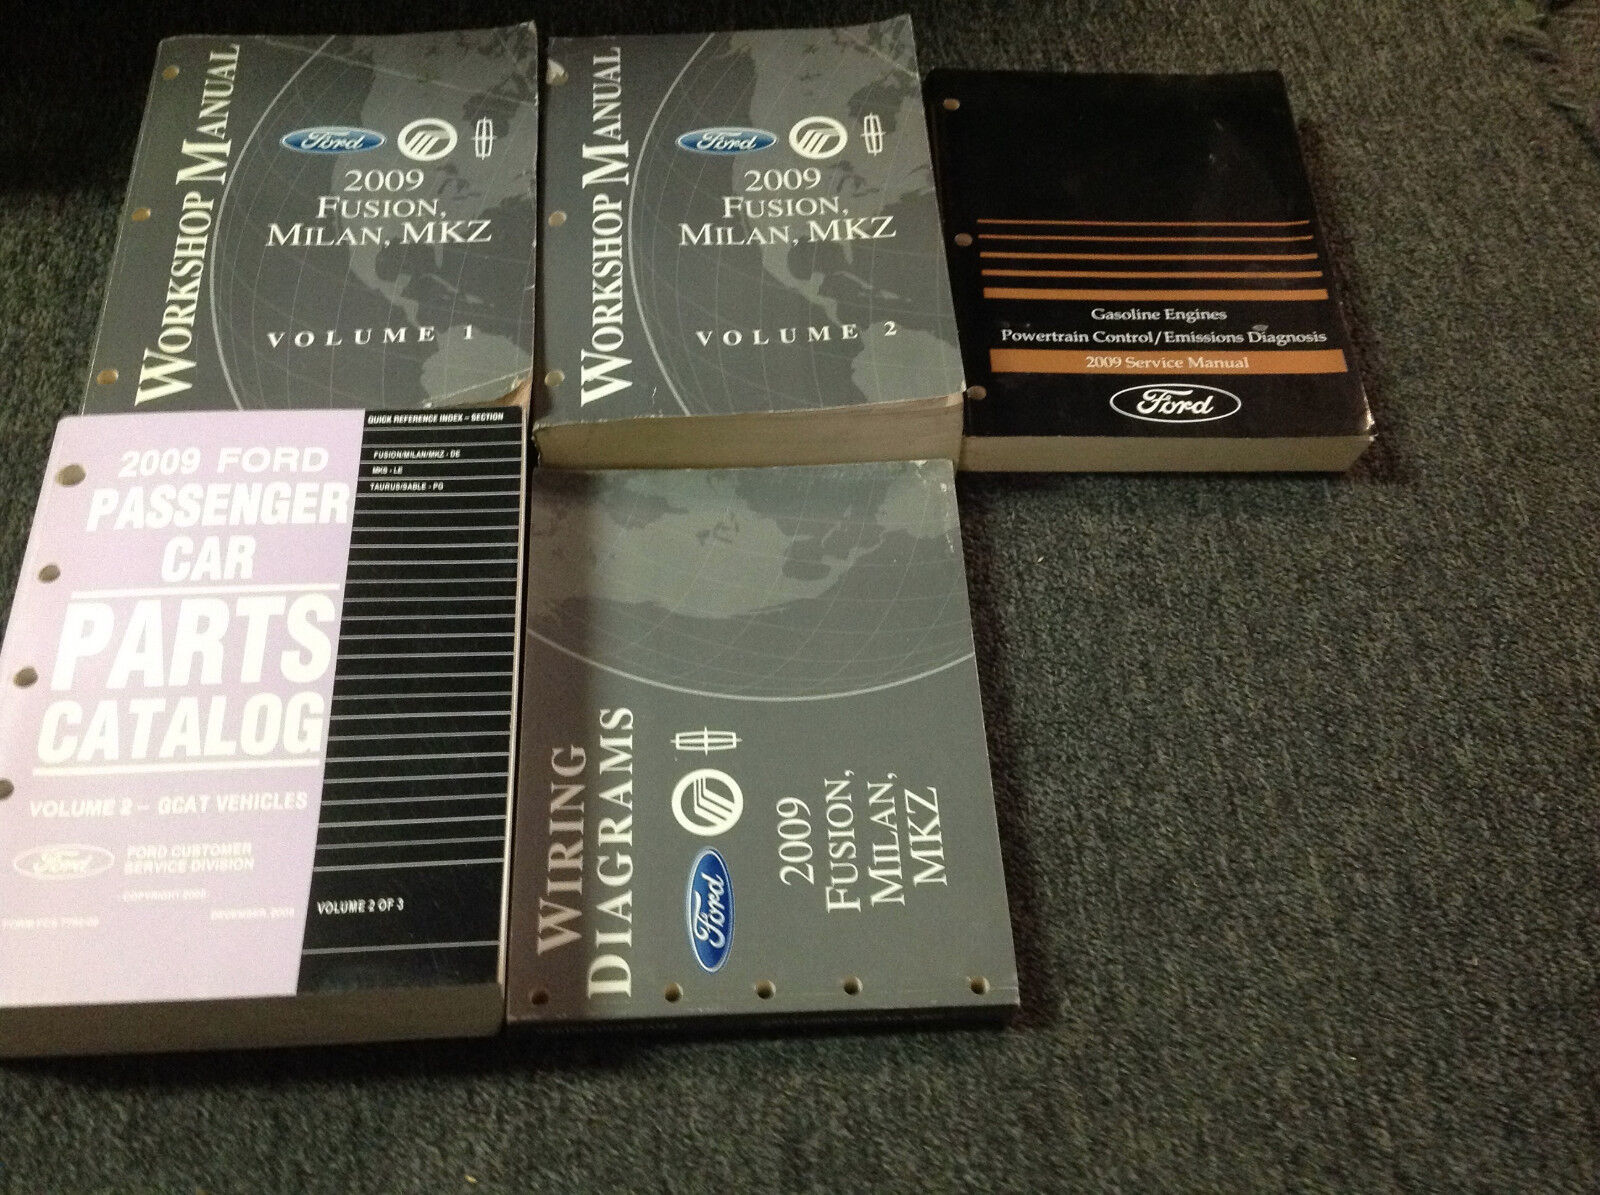 WORKSHOP MANUAL
Ford
2009
FUSION,
MILAN, MKZ
VOLUME 1
WORKSHOP MANUAL
Ford
2009
FUSION,
MILAN, MKZ
VOLUME 2
Gasoline Engines
Powertrain Control/Emissions Diagnosis
2009 Service Manual
Ford
2009 FORD
PASSENGER
CAR
PARTS
CATALOG
VOLUME 2 - GCAT VEHICLES
Ford
FORD CUSTOMER
SERVICE DIVISION
COPYRIGHT
QUICK REFERENCE INDEX - SECTION
FUSION/MILAN/MKZ - DE
MKS - LE
TAURUS/SABLE - PG
VOLUME 2 OF 3
WIRING
DIAGRAMS
Ford
2009
FUSION,
MILAN,
MKZ